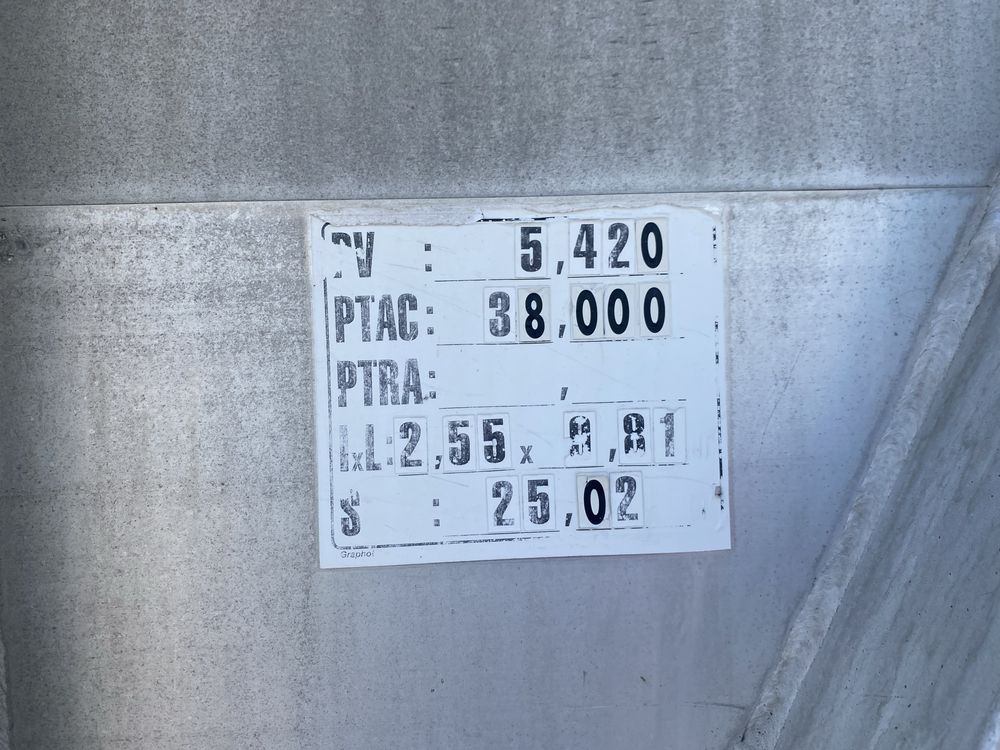 PV : 5,420
PTAC: 38,000
PTRA: ,
lxL: 2,55 x 9,81
S : 25,02
Graphol